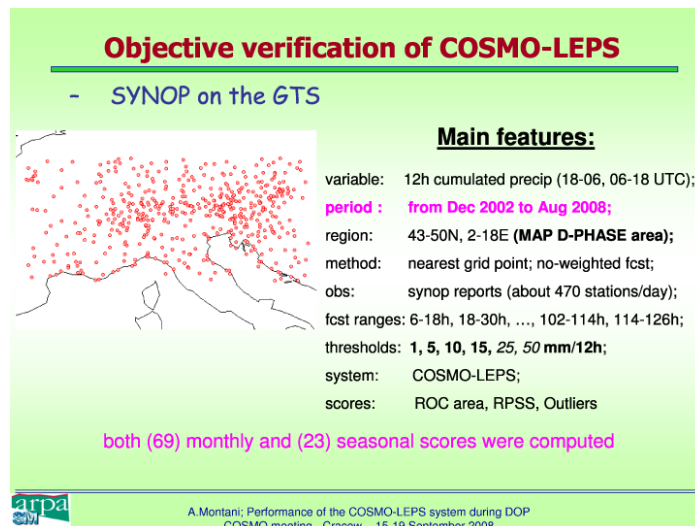 Objective verification of COSMO-LEPS
– SYNOP on the GTS
Main features:
variable: 12h cumulated precip (18-06, 06-18 UTC);
period : from Dec 2002 to Aug 2008;
region: 43-50N, 2-18E (MAP D-PHASE area);
method: nearest grid point; no-weighted fcst;
obs: synop reports (about 470 stations/day);
fcst ranges: 6-18h, 18-30h, …, 102-114h, 114-126h;
thresholds: 1, 5, 10, 15, 25, 50 mm/12h;
system: COSMO-LEPS;
scores: ROC area, RPSS, Outliers
both (69) monthly and (23) seasonal scores were computed
arpa
SIM
A.Montani; Performance of the COSMO-LEPS system during DOP
COSMO meeting - Cracow – 15-19 September 2008